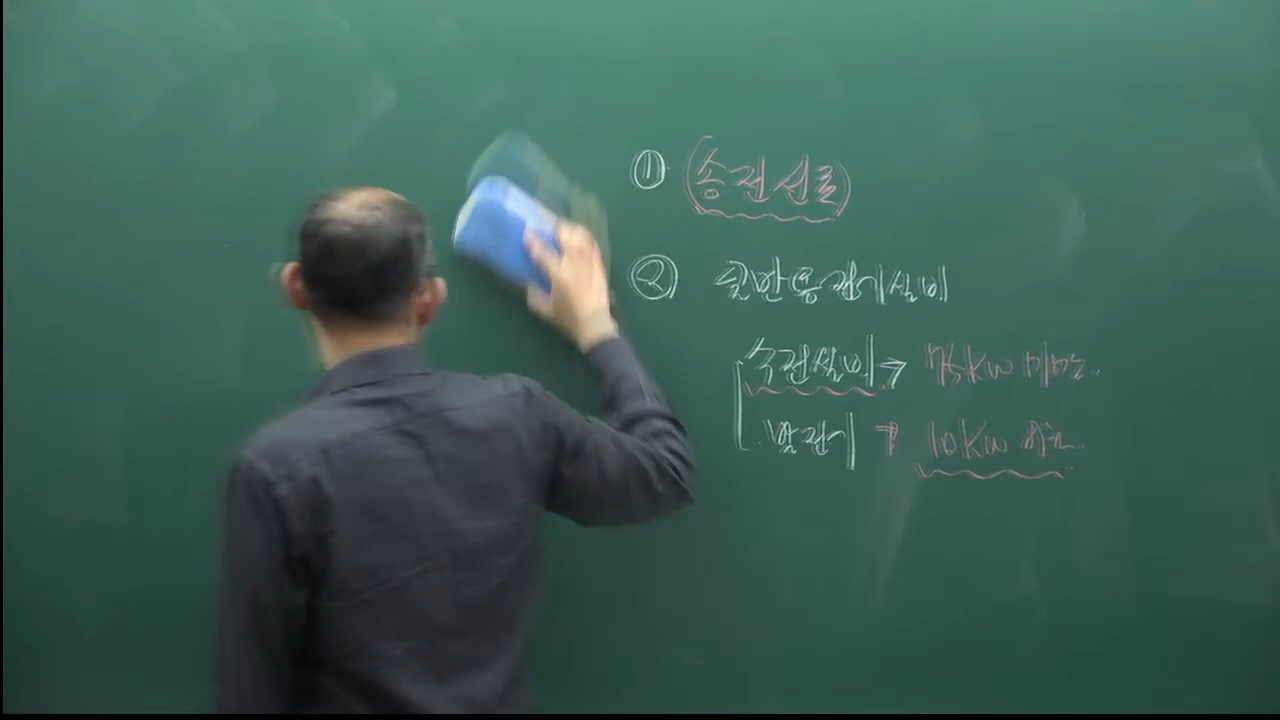 ① (송전선로)
② 일반용전기설비
수전설비 → 75kW 미만.
발전기 → 10kW 이하.